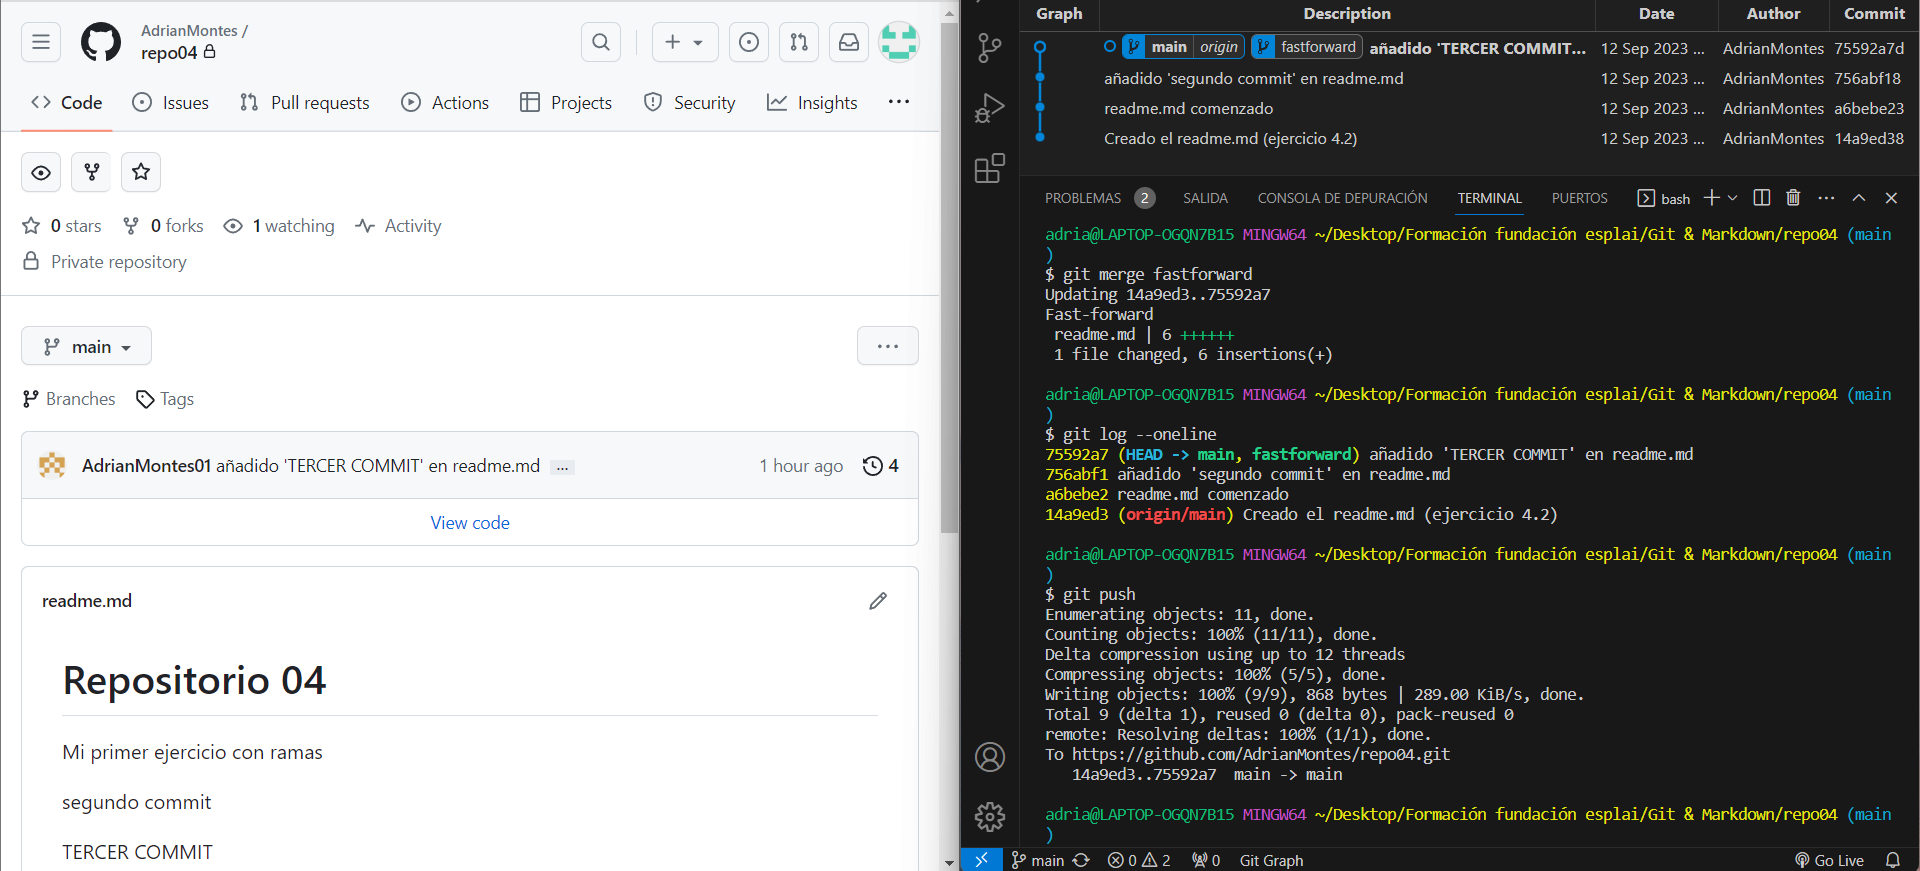 AdrianMontes /
repo04
Code Issues Pull requests Actions Projects Security Insights
0 stars 0 forks 1 watching Activity
Private repository
main
Branches Tags
AdrianMontes01 añadido 'TERCER COMMIT' en readme.md ... 1 hour ago 4
View code
readme.md
Repositorio 04
Mi primer ejercicio con ramas
segundo commit
TERCER COMMIT
Graph Description Date Author Commit
main origin fastforward añadido 'TERCER COMMIT... 12 Sep 2023 ... AdrianMontes 75592a7d
añadido 'segundo commit' en readme.md 12 Sep 2023 ... AdrianMontes 756abf18
readme.md comenzado 12 Sep 2023 ... AdrianMontes a6bebe23
Creado el readme.md (ejercicio 4.2) 12 Sep 2023 ... AdrianMontes 14a9ed38
PROBLEMAS 2 SALIDA CONSOLA DE DEPURACIÓN TERMINAL PUERTOS bash
adria@LAPTOP-OGQN7B15 MINGW64 ~/Desktop/Formación fundación esplai/Git & Markdown/repo04 (main
)
$ git merge fastforward
Updating 14a9ed3..75592a7
Fast-forward
readme.md | 6 ++++++
1 file changed, 6 insertions(+)
adria@LAPTOP-OGQN7B15 MINGW64 ~/Desktop/Formación fundación esplai/Git & Markdown/repo04 (main
)
$ git log --oneline
75592a7 (HEAD -> main, fastforward) añadido 'TERCER COMMIT' en readme.md
756abf1 añadido 'segundo commit' en readme.md
a6bebe2 readme.md comenzado
14a9ed3 (origin/main) Creado el readme.md (ejercicio 4.2)
adria@LAPTOP-OGQN7B15 MINGW64 ~/Desktop/Formación fundación esplai/Git & Markdown/repo04 (main
)
$ git push
Enumerating objects: 11, done.
Counting objects: 100% (11/11), done.
Delta compression using up to 12 threads
Compressing objects: 100% (5/5), done.
Writing objects: 100% (9/9), 868 bytes | 289.00 KiB/s, done.
Total 9 (delta 1), reused 0 (delta 0), pack-reused 0
remote: Resolving deltas: 100% (1/1), done.
To https://github.com/AdrianMontes/repo04.git
14a9ed3..75592a7 main -> main
adria@LAPTOP-OGQN7B15 MINGW64 ~/Desktop/Formación fundación esplai/Git & Markdown/repo04 (main
)
main 0 2 0 Git Graph Go Live